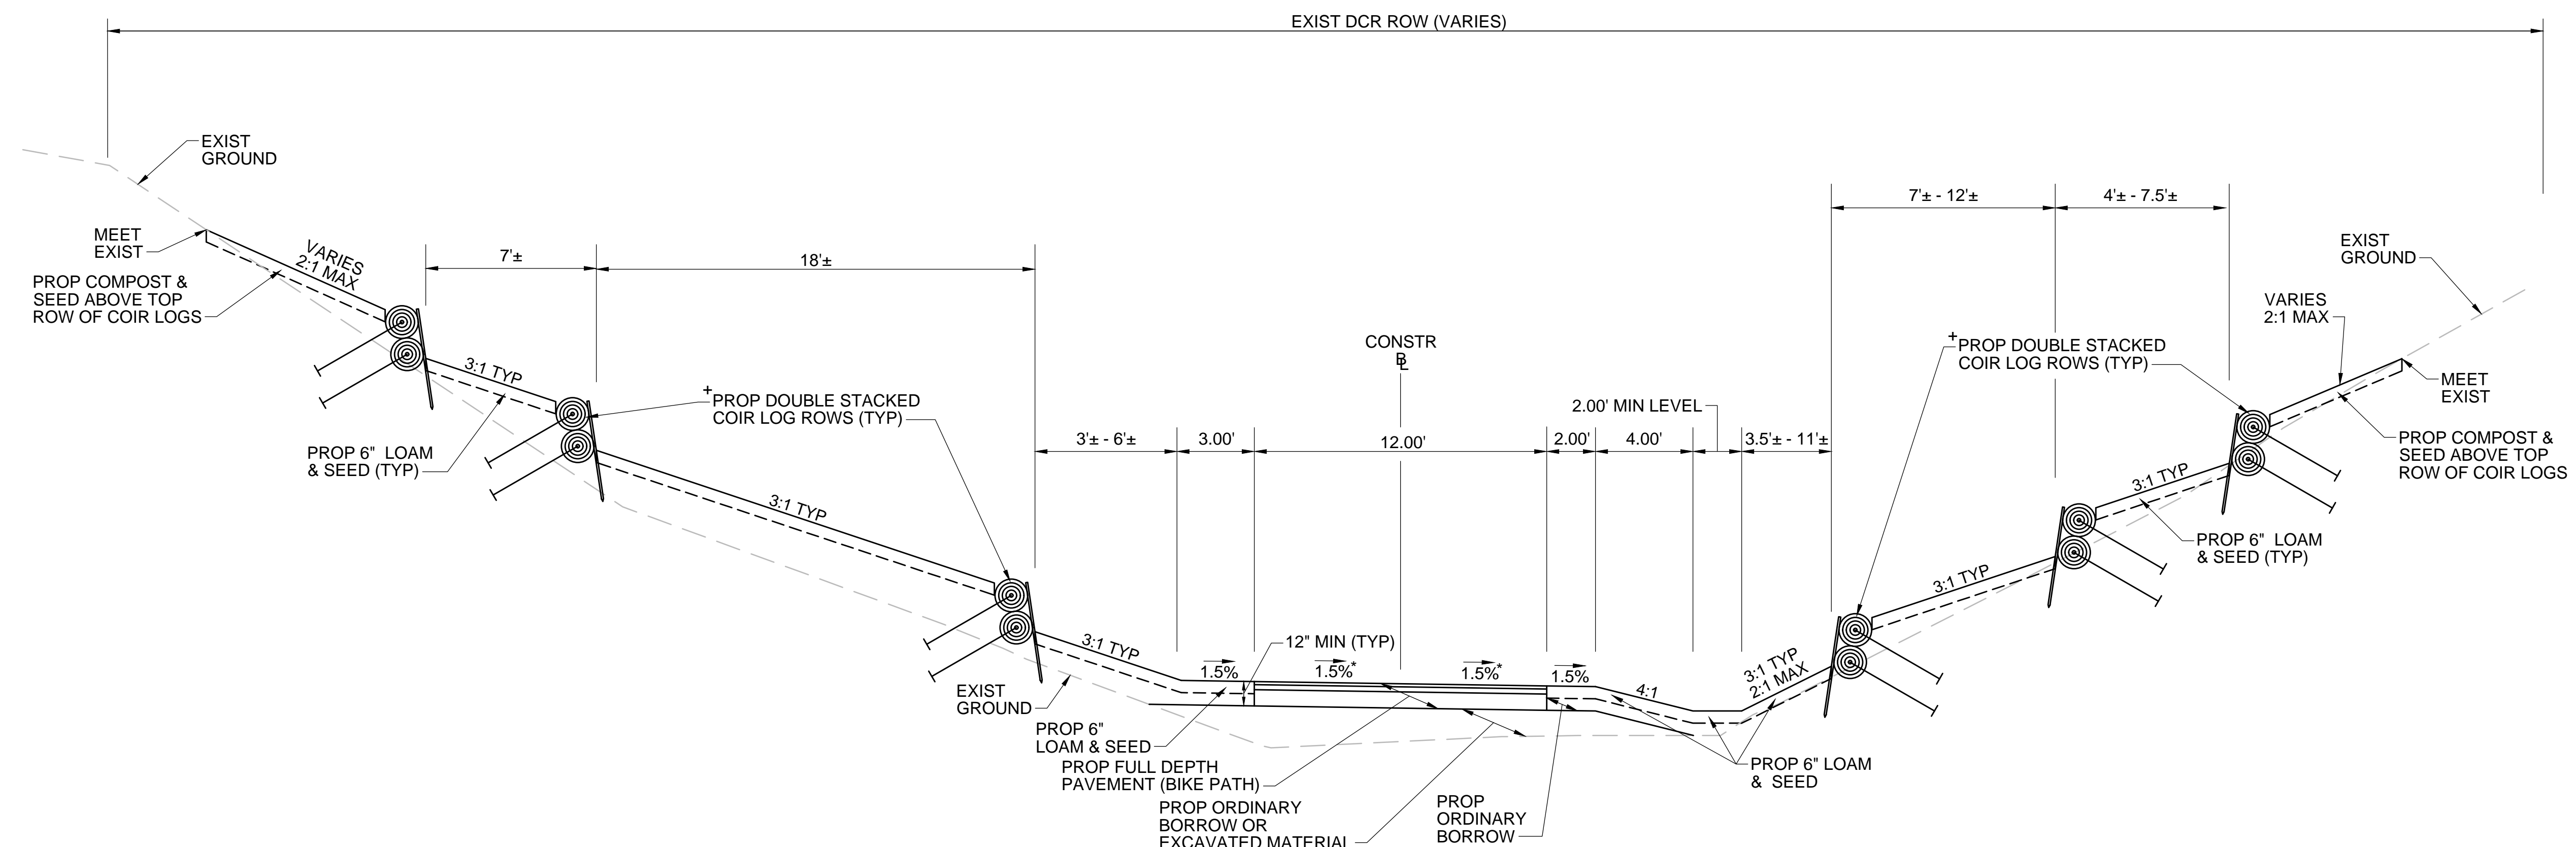 EXIST DCR ROW (VARIES)
EXIST
GROUND
MEET
EXIST
VARIES
2:1 MAX
PROP COMPOST &
SEED ABOVE TOP
ROW OF COIR LOGS
7'±
18'±
3:1 TYP
PROP 6" LOAM
& SEED (TYP)
+
PROP DOUBLE STACKED
COIR LOG ROWS (TYP)
3:1 TYP
3:1 TYP
EXIST
GROUND
3'± - 6'±
3.00'
12.00'
2.00'
4.00'
2.00' MIN LEVEL
3.5'± - 11'±
CONSTR
BL
12" MIN (TYP)
1.5%
1.5%*
1.5%*
1.5%
4:1
3:1 TYP
2:1 MAX
PROP 6"
LOAM & SEED
PROP FULL DEPTH
PAVEMENT (BIKE PATH)
PROP ORDINARY
BORROW OR
EXCAVATED MATERIAL
PROP
ORDINARY
BORROW
PROP 6" LOAM
& SEED
7'± - 12'±
4'± - 7.5'±
+
PROP DOUBLE STACKED
COIR LOG ROWS (TYP)
3:1 TYP
3:1 TYP
PROP 6" LOAM
& SEED (TYP)
EXIST
GROUND
VARIES
2:1 MAX
MEET
EXIST
PROP COMPOST &
SEED ABOVE TOP
ROW OF COIR LOGS